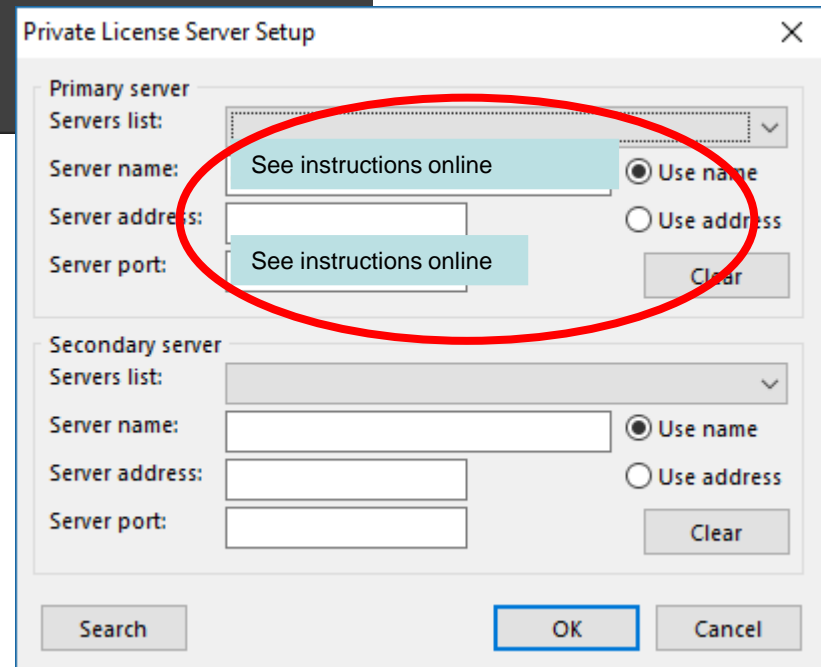 Private License Server Setup
Primary server
Servers list:
Server name: See instructions online Use name
Server address: Use address
Server port: See instructions online Clear
Secondary server
Servers list:
Server name: Use name
Server address: Use address
Server port: Clear
Search OK Cancel